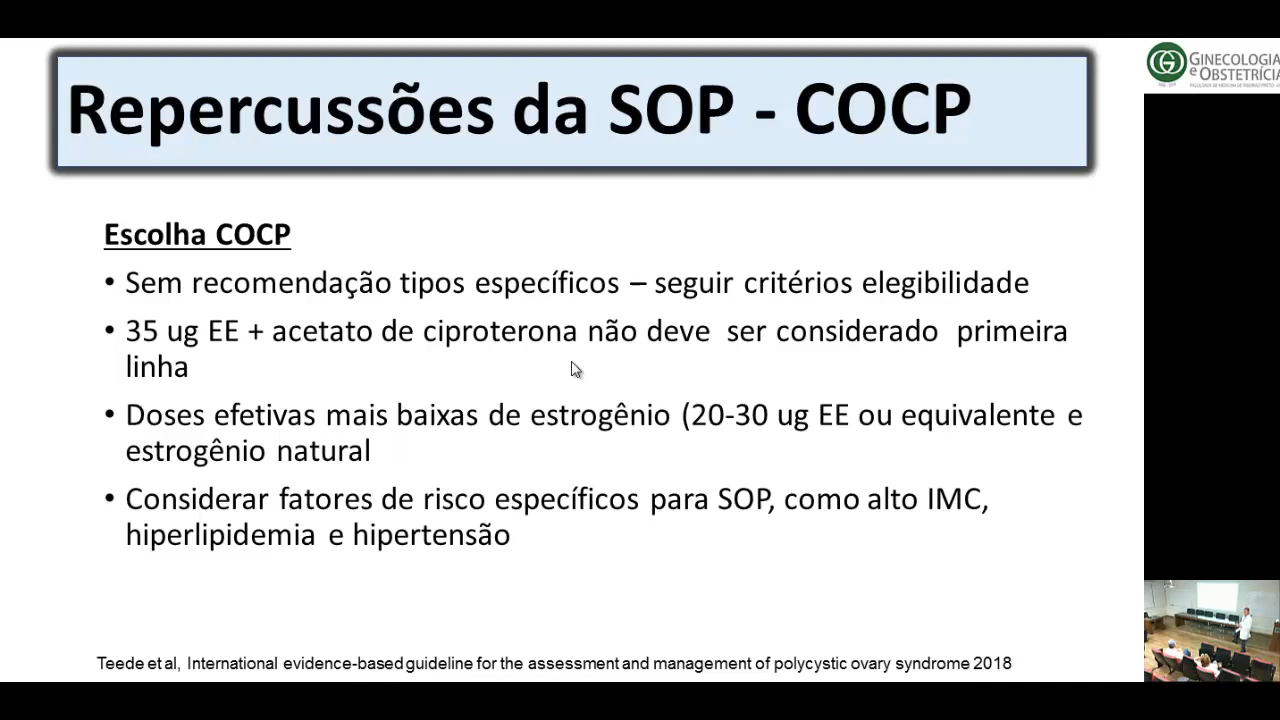 Repercussões da SOP - COCP
GINECOLOGIA
e OBSTETRÍCIA
Escolha COCP
• Sem recomendação tipos específicos – seguir critérios elegibilidade
• 35 ug EE + acetato de ciproterona não deve ser considerado primeira
linha
• Doses efetivas mais baixas de estrogênio (20-30 ug EE ou equivalente e
estrogênio natural
• Considerar fatores de risco específicos para SOP, como alto IMC,
hiperlipidemia e hipertensão
Teede et al, International evidence-based guideline for the assessment and management of polycystic ovary syndrome 2018